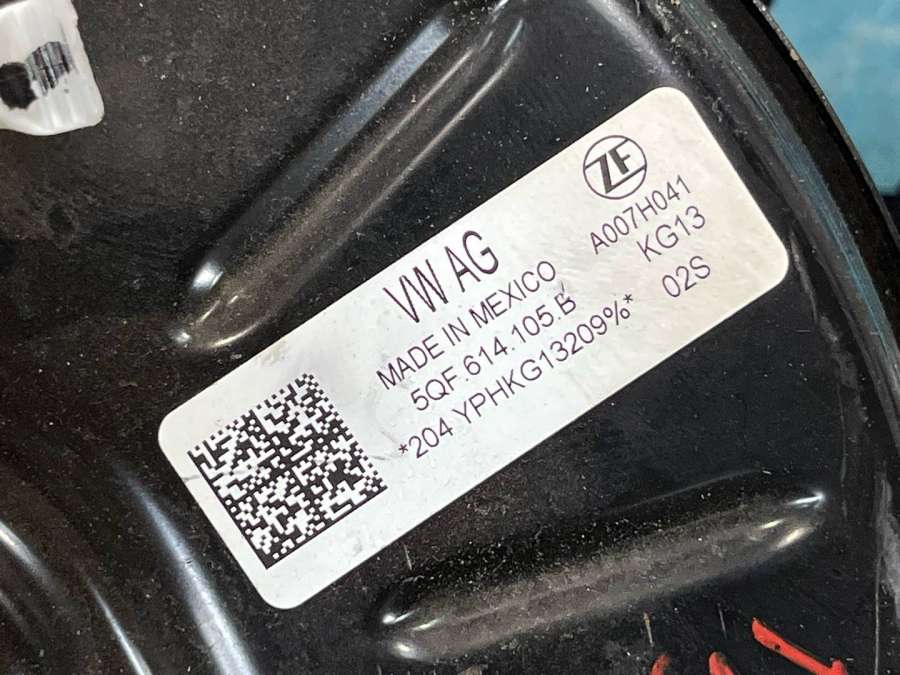 ZF
VW AG
A007H041
MADE IN MEXICO
KG13
5QF.614.105.B
02S
*204 YPHKG13209%*